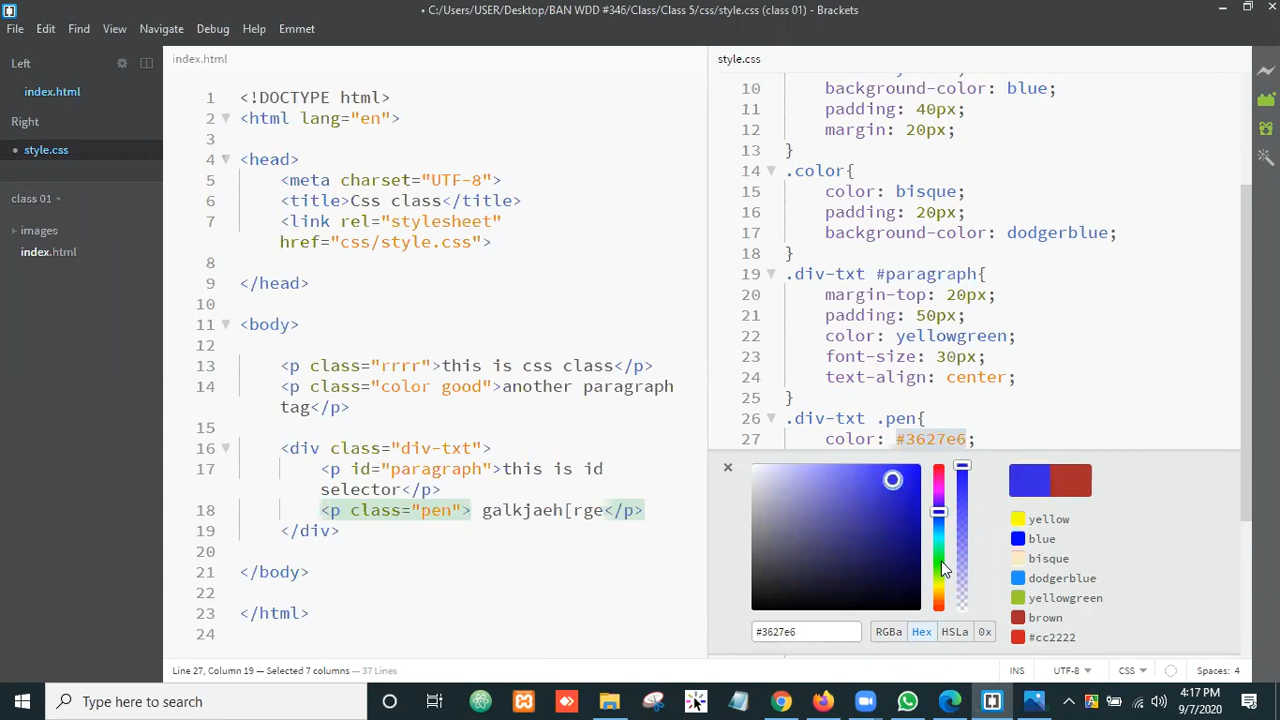 • C:/Users/USER/Desktop/BAN WDD #346/Class/Class 5/css/style.css (class 01) - Brackets
File Edit Find View Navigate Debug Help Emmet
Left
index.html
Right
• style.css
class 01
images
index.html
index.html
1 <!DOCTYPE html>
2 <html lang="en">
3
4 <head>
5 <meta charset="UTF-8">
6 <title>Css class</title>
7 <link rel="stylesheet"
href="css/style.css">
8
9 </head>
10
11 <body>
12
13 <p class="rrrr">this is css class</p>
14 <p class="color good">another paragraph
tag</p>
15
16 <div class="div-txt">
17 <p id="paragraph">this is id
selector</p>
18 <p class="pen"> galkjaeh[rge</p>
19 </div>
20
21 </body>
22
23 </html>
24
style.css
10 background-color: blue;
11 padding: 40px;
12 margin: 20px;
13 }
14 .color{
15 color: bisque;
16 padding: 20px;
17 background-color: dodgerblue;
18 }
19 .div-txt #paragraph{
20 margin-top: 20px;
21 padding: 50px;
22 color: yellowgreen;
23 font-size: 30px;
24 text-align: center;
25 }
26 .div-txt .pen{
27 color: #3627e6;
yellow
blue
bisque
dodgerblue
yellowgreen
brown
#cc2222
#3627e6 RGBa Hex HSLa 0x
Line 27, Column 19 — Selected 7 columns — 37 Lines
INS UTF-8 CSS Spaces: 4
Type here to search
4:17 PM
9/7/2020